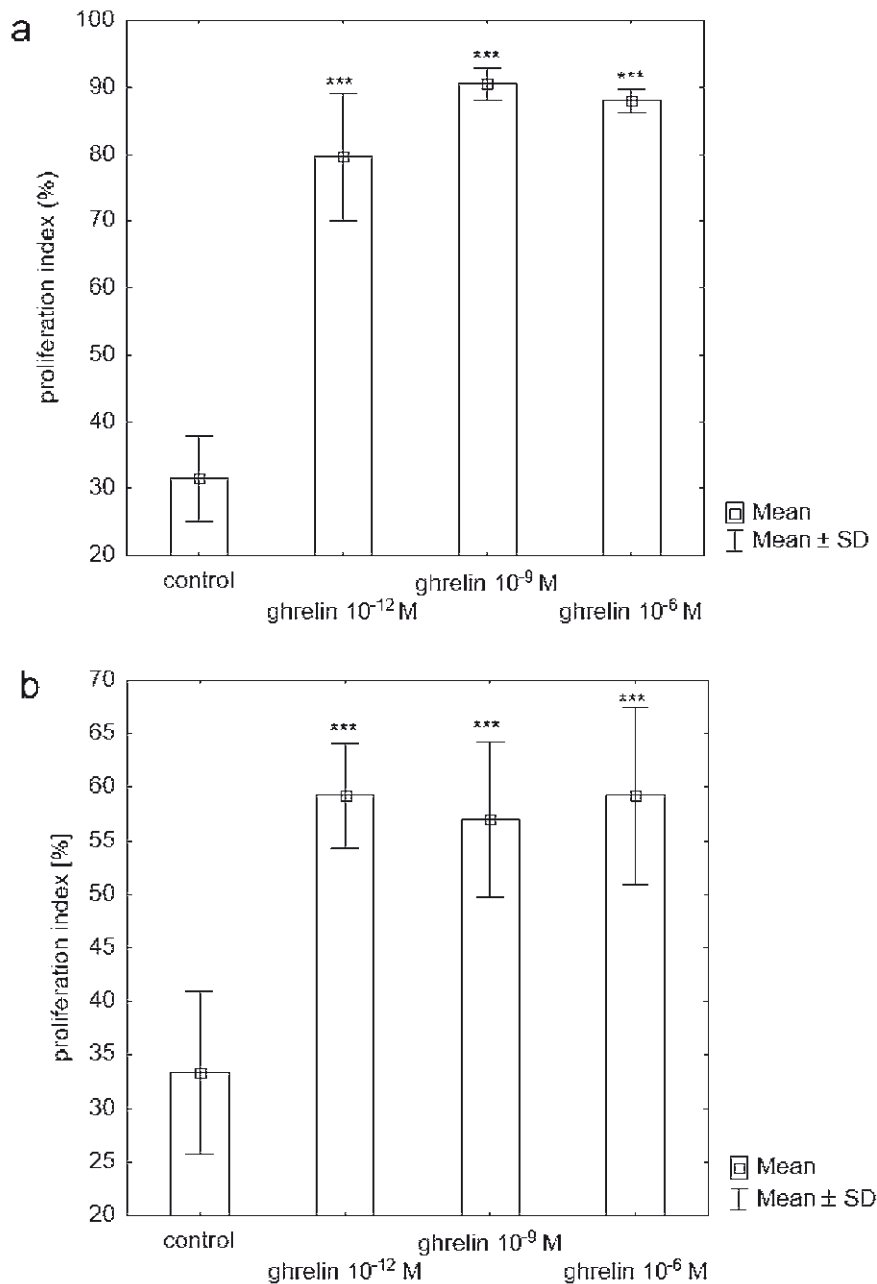 a
proliferation index (%)
100
90
80
70
60
50
40
30
20
***
***
***
control
ghrelin 10⁻¹² M
ghrelin 10⁻⁹ M
ghrelin 10⁻⁶ M
Mean
Mean ± SD
b
proliferation index [%]
70
65
60
55
50
45
40
35
30
25
20
***
***
***
control
ghrelin 10⁻¹² M
ghrelin 10⁻⁹ M
ghrelin 10⁻⁶ M
Mean
Mean ± SD